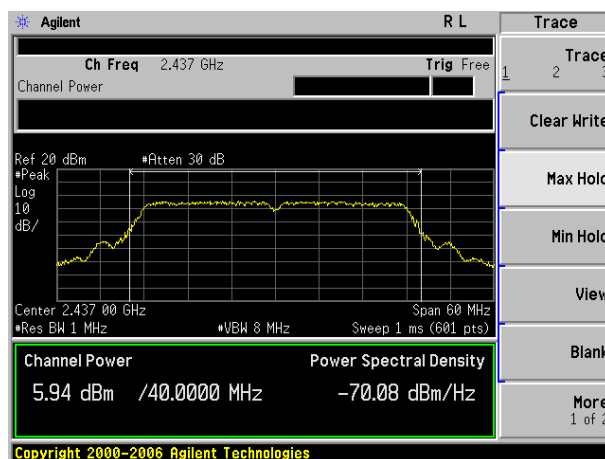 Agilent R L Trace
Ch Freq 2.437 GHz Trig Free
Channel Power
Trace
1 2 3
Clear Write
Max Hold
Min Hold
View
Blank
More
1 of 2
Ref 20 dBm #Atten 30 dB
#Peak
Log
10
dB/
Center 2.437 00 GHz Span 60 MHz
#Res BW 1 MHz #VBW 8 MHz Sweep 1 ms (601 pts)
Channel Power Power Spectral Density
5.94 dBm /40.0000 MHz -70.08 dBm/Hz
Copyright 2000-2006 Agilent Technologies